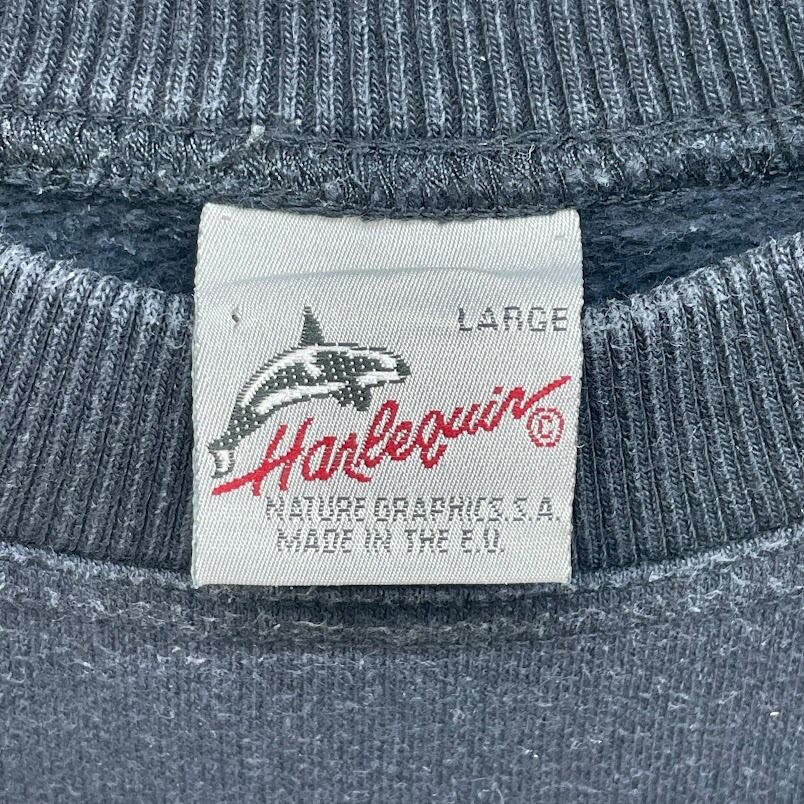 LARGE
Harlequin ©
NATURE GRAPHICS, S.A.
MADE IN THE E.U.